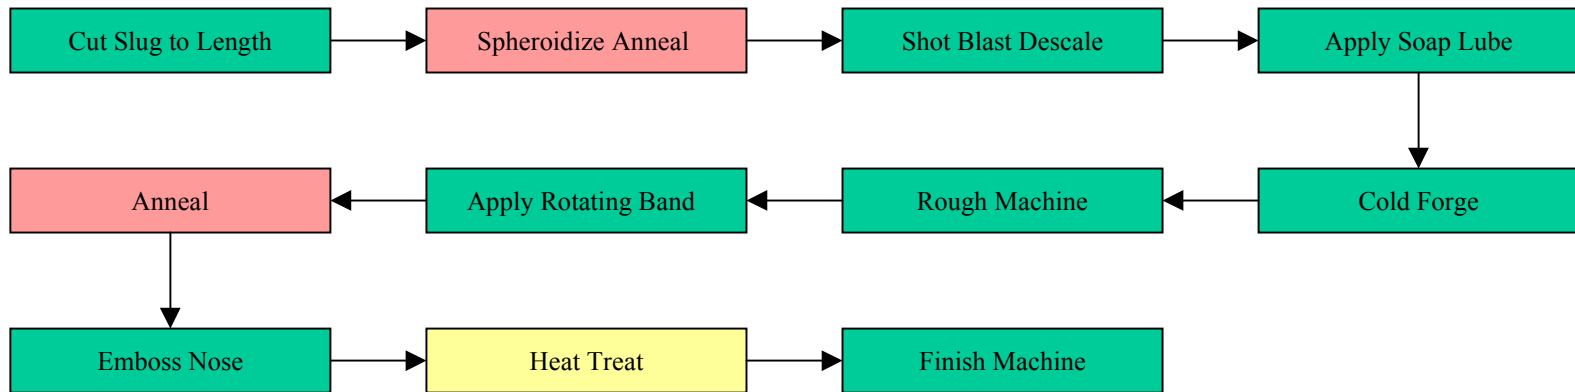 Cut Slug to Length
Spheroidize Anneal
Shot Blast Descale
Apply Soap Lube
Cold Forge
Rough Machine
Apply Rotating Band
Anneal
Emboss Nose
Heat Treat
Finish Machine